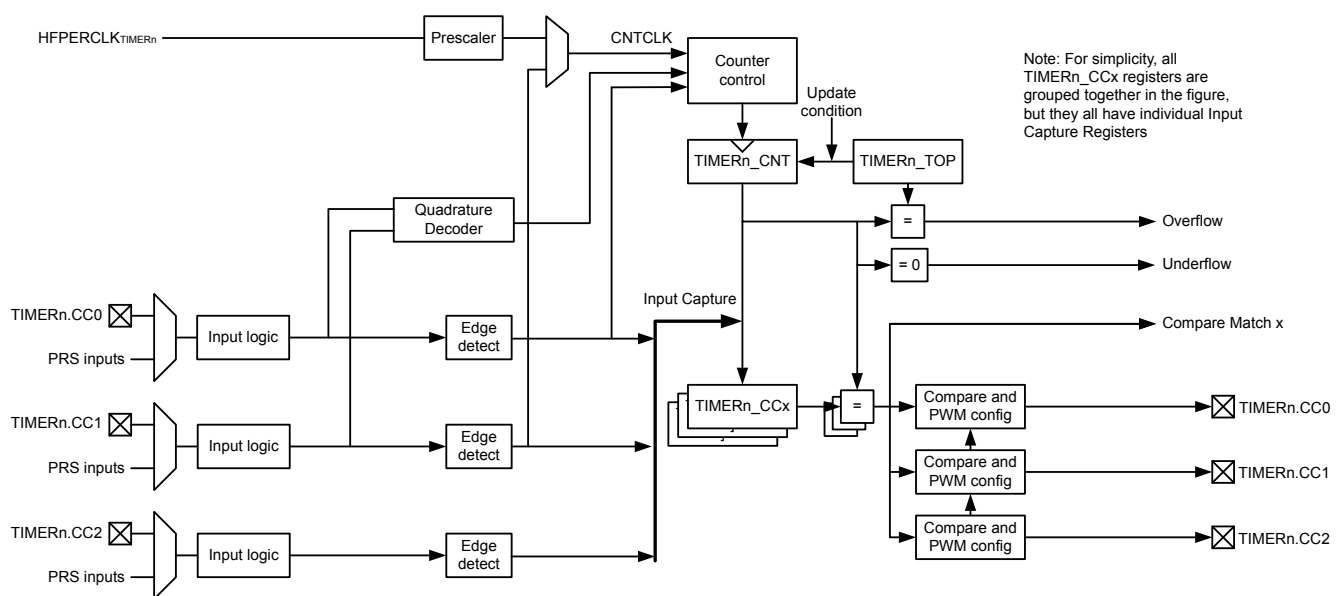 HFPERCLKTIMERn
Prescaler
CNTCLK
Counter
control
Note: For simplicity, all
TIMERn_CCx registers are
grouped together in the figure,
but they all have individual Input
Capture Registers
Update
condition
TIMERn_CNT
TIMERn_TOP
Quadrature
Decoder
=
Overflow
= 0
Underflow
TIMERn.CC0
Input logic
Edge
detect
PRS inputs
Input Capture
Compare Match x
TIMERn_CCx
=
Compare and
PWM config
TIMERn.CC0
TIMERn.CC1
Input logic
Edge
detect
PRS inputs
Compare and
PWM config
TIMERn.CC1
TIMERn.CC2
Input logic
Edge
detect
PRS inputs
Compare and
PWM config
TIMERn.CC2